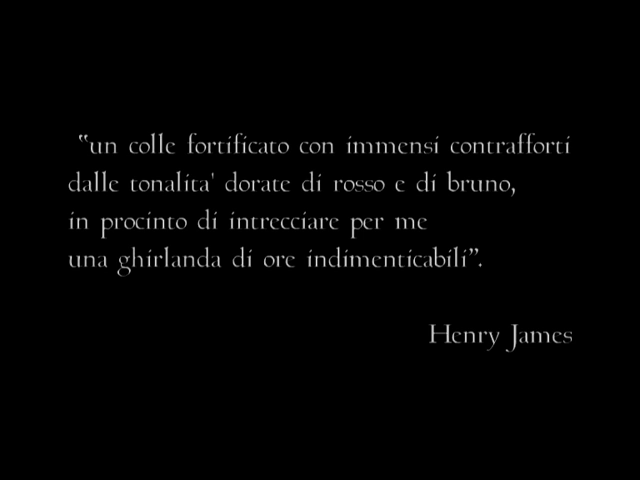 “un colle fortificato con immensi contrafforti
dalle tonalita' dorate di rosso e di bruno,
in procinto di intrecciare per me
una ghirlanda di ore indimenticabili”.
Henry James